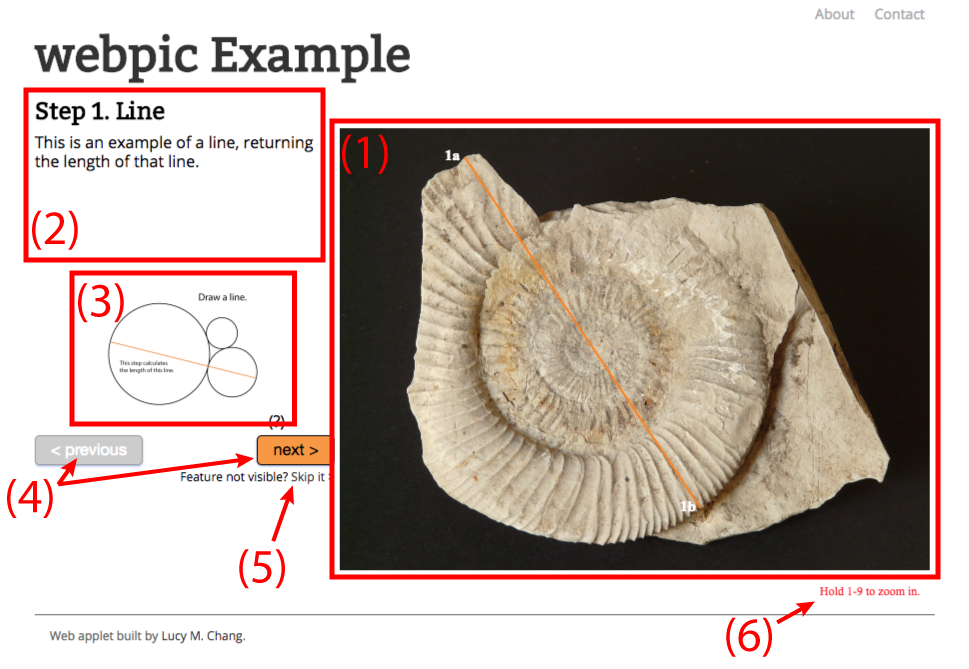 About Contact
webpic Example
Step 1. Line
This is an example of a line, returning
the length of that line.
(2)
(1)
1a
1b
(3)
Draw a line.
This step calculates
the length of this line.
(?)
< previous
next >
Feature not visible? Skip it
(4)
(5)
Hold 1-9 to zoom in.
(6)
Web applet built by Lucy M. Chang.